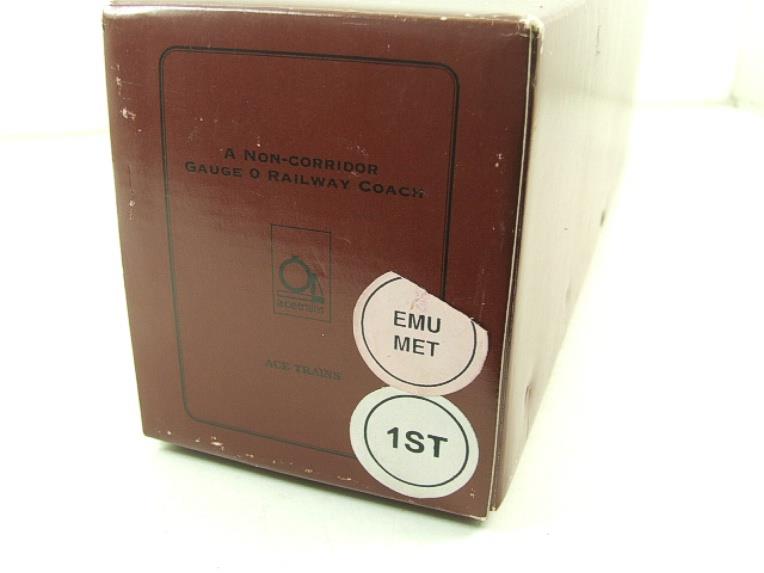 A Non-corridor
Gauge 0 Railway Coach
acetrains
ACE TRAINS
EMU
MET
1ST